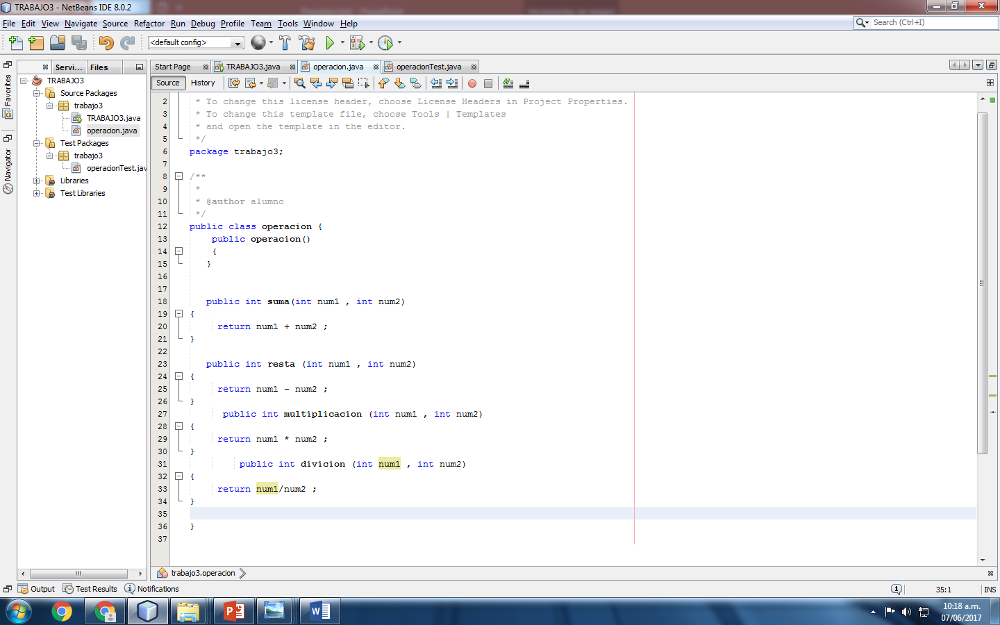 TRABAJO3 - NetBeans IDE 8.0.2
File Edit View Navigate Source Refactor Run Debug Profile Team Tools Window Help
Search (Ctrl+I)
<default config>
Servi... Files
Start Page TRABAJO3.java operacion.java operacionTest.java
Source History
Favorites
Navigator
TRABAJO3
Source Packages
trabajo3
TRABAJO3.java
operacion.java
Test Packages
trabajo3
operacionTest.jav
Libraries
Test Libraries
2 * To change this license header, choose License Headers in Project Properties.
3 * To change this template file, choose Tools | Templates
4 * and open the template in the editor.
5 */
6 package trabajo3;
7
8 /**
9 *
10 * @author alumno
11 */
12 public class operacion {
13 public operacion()
14 {
15 }
16
17
18 public int suma(int num1 , int num2)
19 {
20 return num1 + num2 ;
21 }
22
23 public int resta (int num1 , int num2)
24 {
25 return num1 - num2 ;
26 }
27 public int multiplicacion (int num1 , int num2)
28 {
29 return num1 * num2 ;
30 }
31 public int divicion (int num1 , int num2)
32 {
33 return num1/num2 ;
34 }
35
36 }
37
trabajo3.operacion
Output Test Results Notifications
1 35:1 INS
10:18 a.m.
07/06/2017